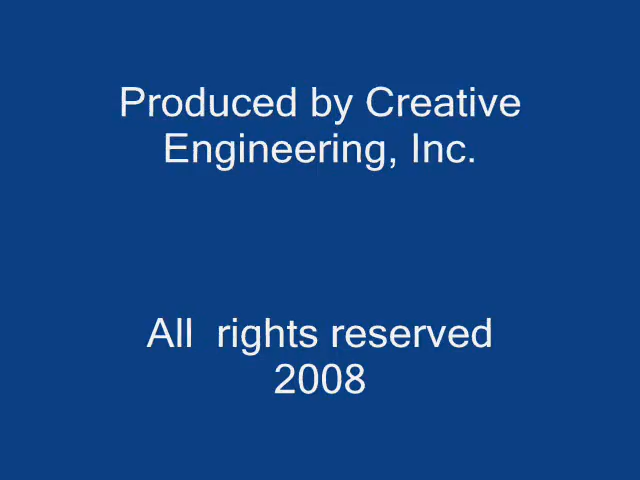 Produced by Creative
Engineering, Inc.
All  rights reserved
2008